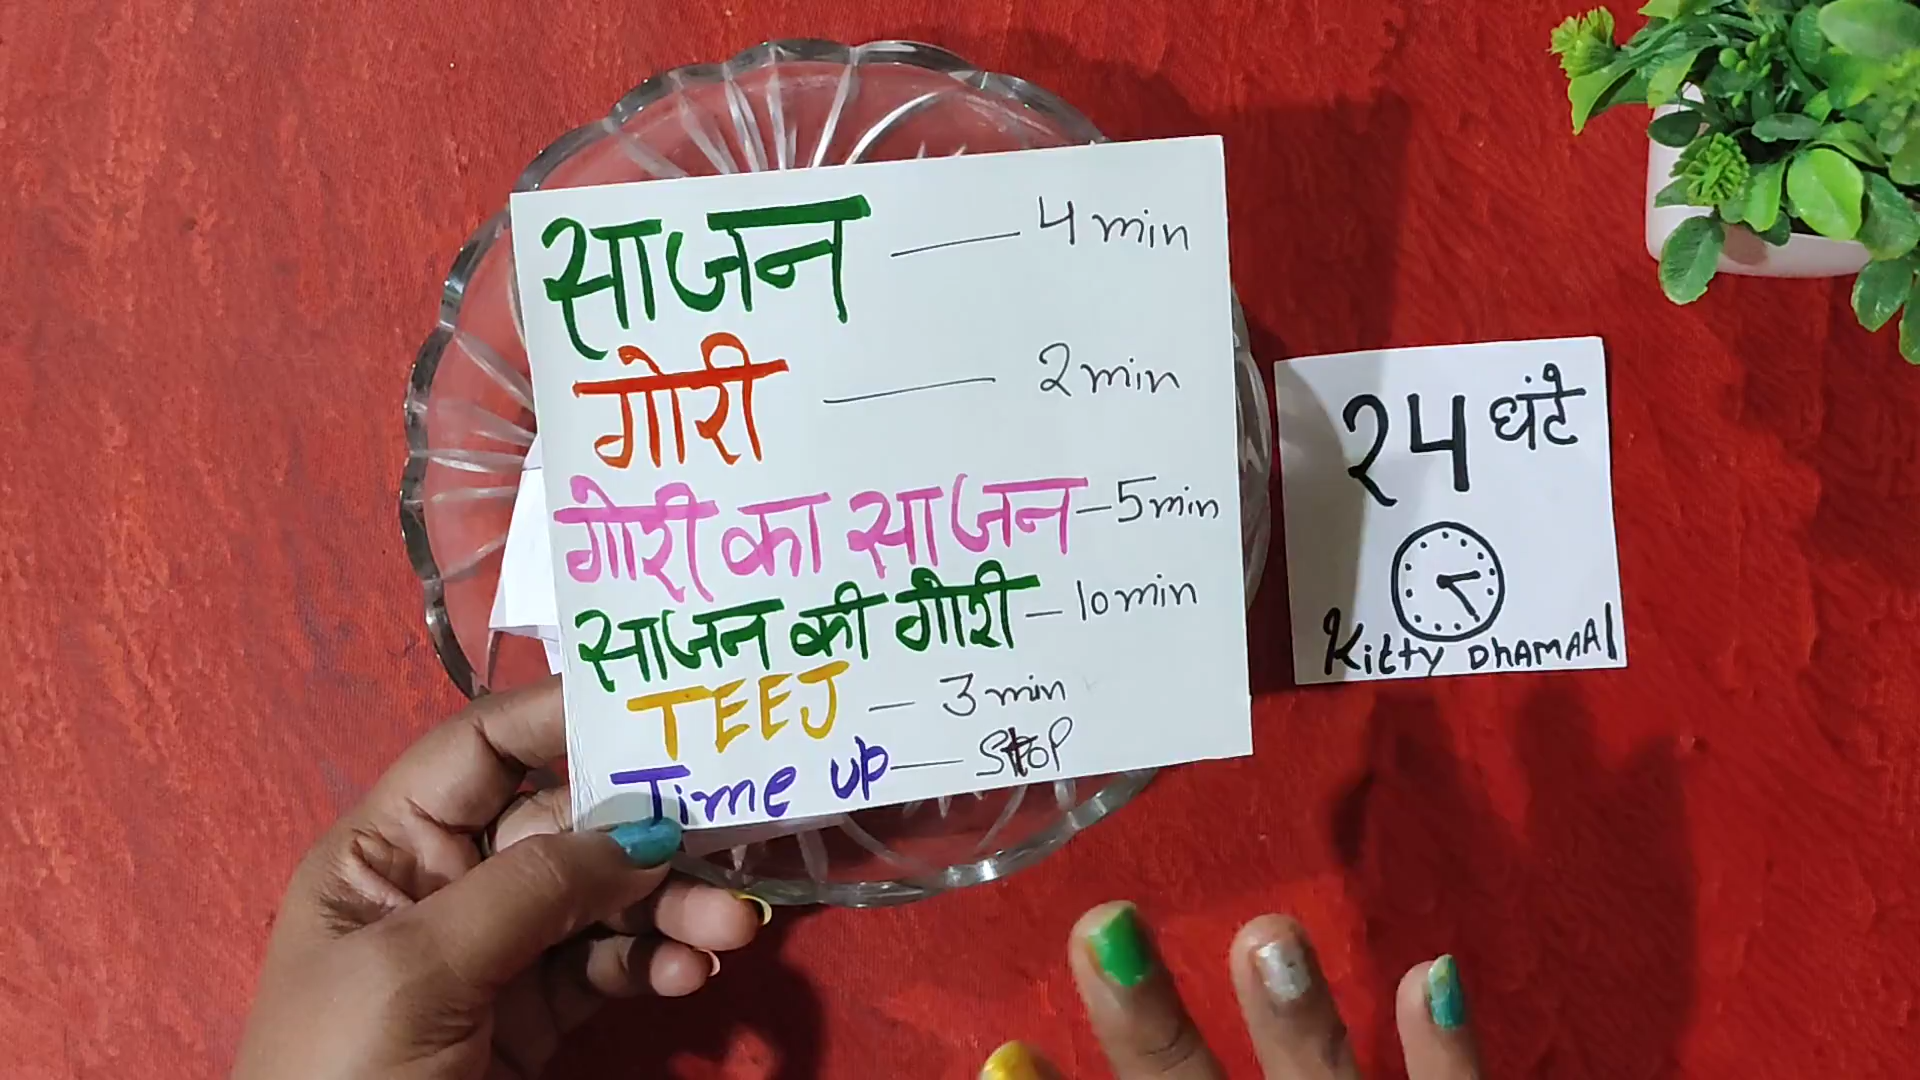 साजन — 4 min
गोरी — 2 min
गोरी का साजन - 5 min
साजन की गोरी - 10 min
TEEJ - 3 min
Time up — STOP
24 घंटे
Kitty DhAMAAl